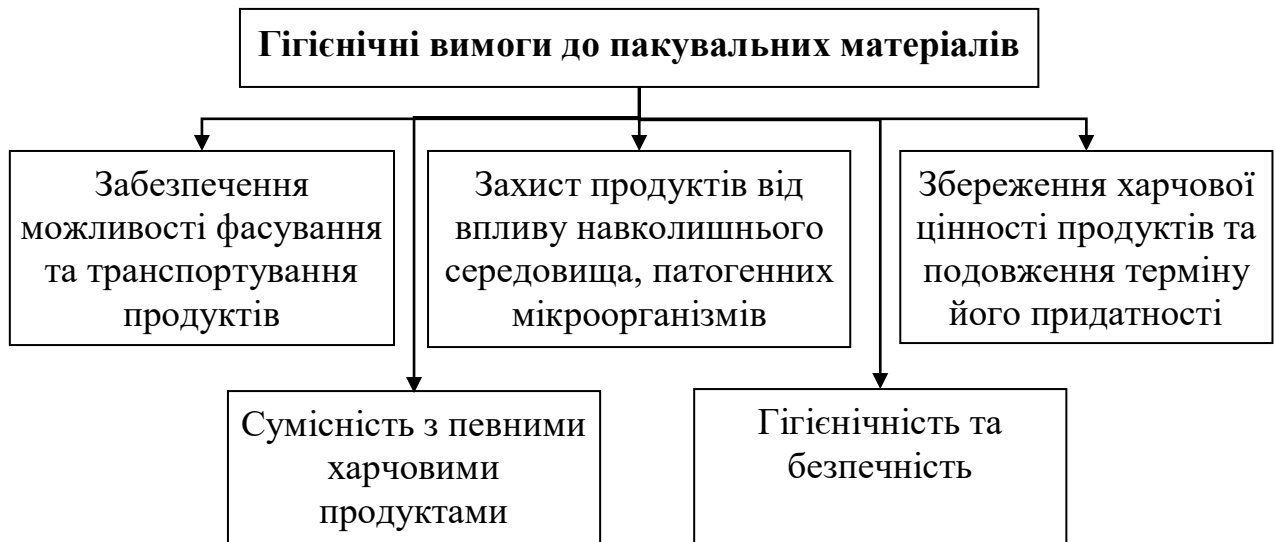 Гігієнічні вимоги до пакувальних матеріалів
Забезпечення
можливості фасування
та транспортування
продуктів
Захист продуктів від
впливу навколишнього
середовища, патогенних
мікроорганізмів
Збереження харчової
цінності продуктів та
подовження терміну
його придатності
Сумісність з певними
харчовими
продуктами
Гігієнічність та
безпечність